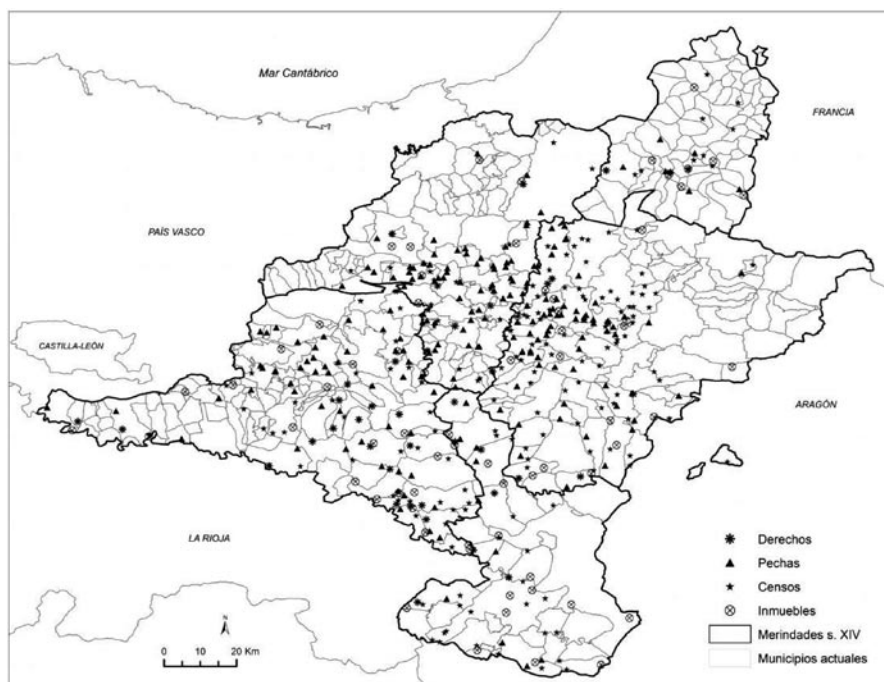 Mar Cantábrico
FRANCIA
PAÍS VASCO
CASTILLA-LEÓN
ARAGÓN
LA RIOJA
Derechos
Pechas
Censos
Inmuebles
Merindades s. XIV
Municipios actuales
N
0 10 20 Km